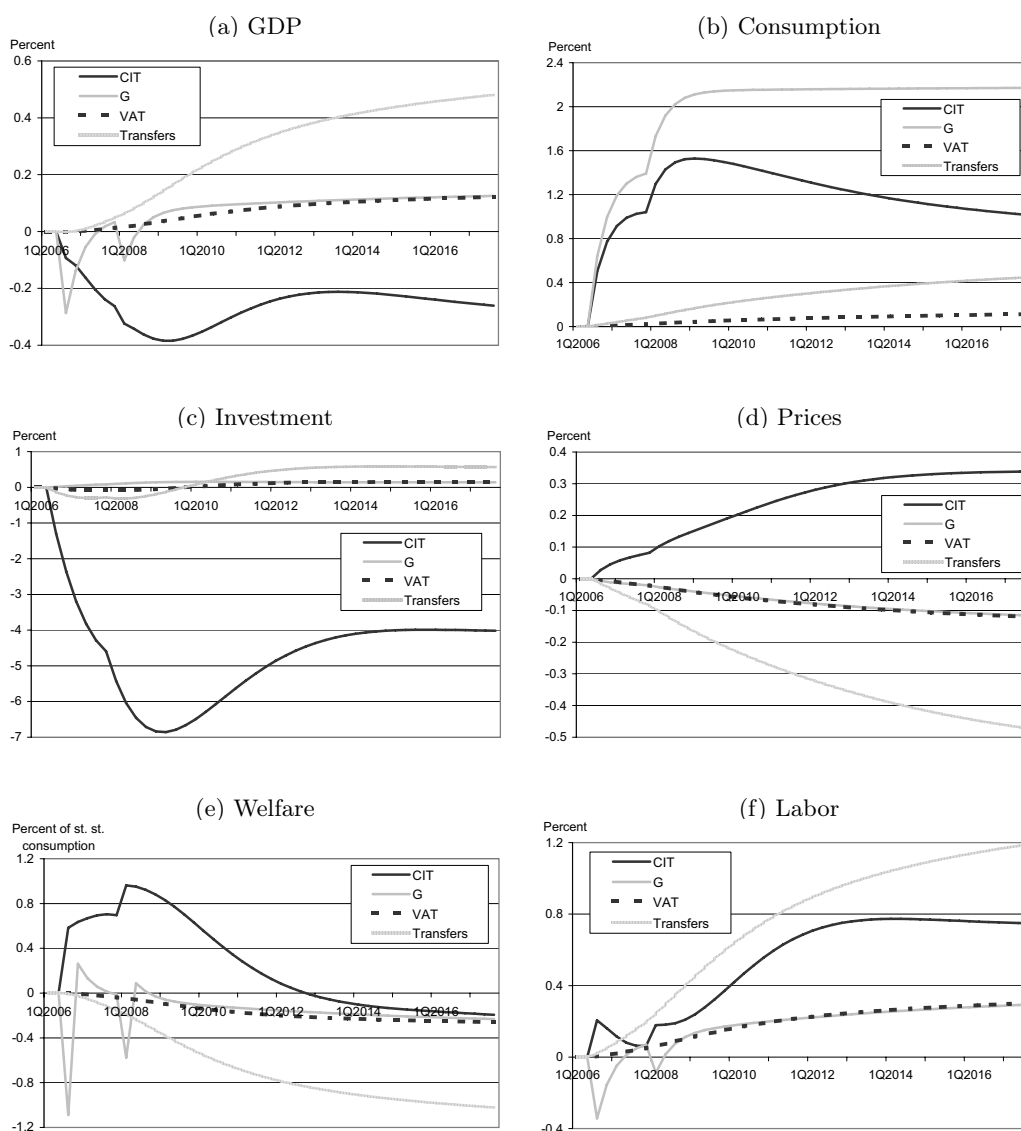 (a) GDP
Percent
0.6
0.4
0.2
0
-0.2
-0.4
CIT
G
VAT
Transfers
1Q2006 1Q2008 1Q2010 1Q2012 1Q2014 1Q2016
(b) Consumption
Percent
2.4
2
1.6
1.2
0.8
0.4
0
CIT
G
VAT
Transfers
1Q2006 1Q2008 1Q2010 1Q2012 1Q2014 1Q2016
(c) Investment
Percent
1
0
-1
-2
-3
-4
-5
-6
-7
1Q2006 1Q2008 1Q2010 1Q2012 1Q2014 1Q2016
CIT
G
VAT
Transfers
(d) Prices
Percent
0.4
0.3
0.2
0.1
0
-0.1
-0.2
-0.3
-0.4
-0.5
CIT
G
VAT
Transfers
1Q2006 1Q2008 1Q2010 1Q2012 1Q2014 1Q2016
(e) Welfare
Percent of st. st.
consumption
1.2
0.8
0.4
0
-0.4
-0.8
-1.2
CIT
G
VAT
Transfers
1Q2006 1Q2008 1Q2010 1Q2012 1Q2014 1Q2016
(f) Labor
Percent
1.2
0.8
0.4
0
-0.4
CIT
G
VAT
Transfers
1Q2006 1Q2008 1Q2010 1Q2012 1Q2014 1Q2016